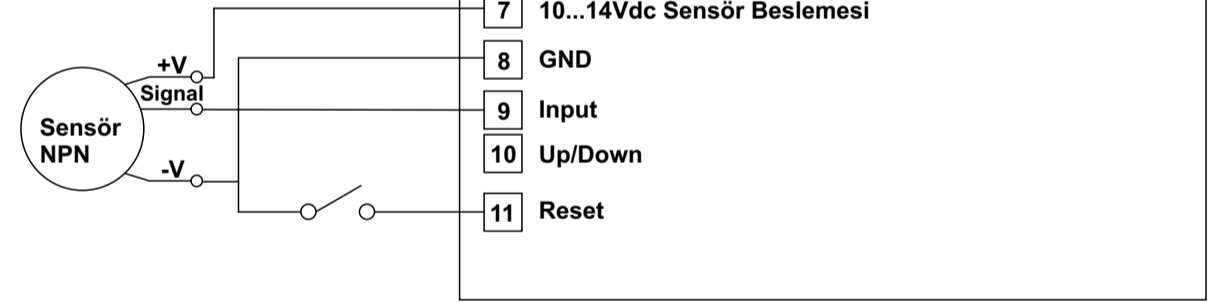 7 10...14Vdc Sensör Beslemesi
8 GND
+V
Signal
9 Input
Sensör
NPN
10 Up/Down
-V
11 Reset